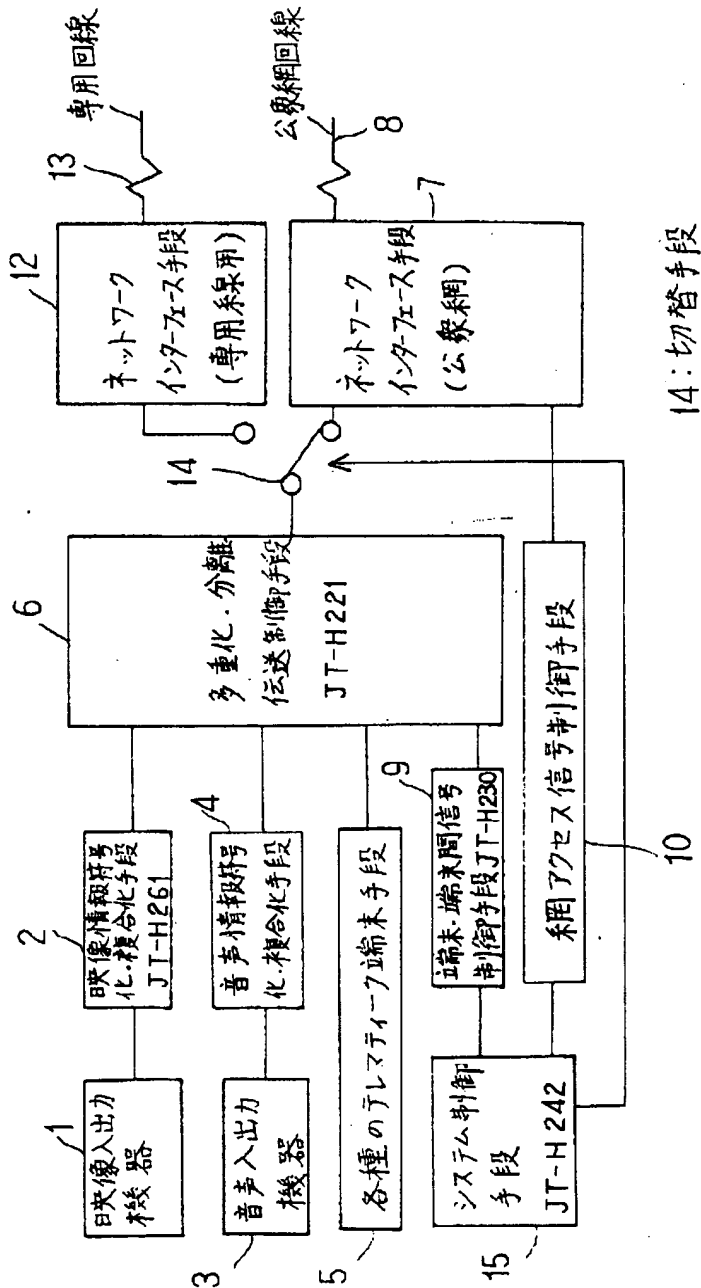 1
映像入出力
機器
2
映像情報符号
化・複合化手段
JT-H261
3
音声入出力
機器
4
音声情報符号
化・複合化手段
5
各種のテレマティーク端末手段
15
システム制御
手段
JT-H242
9
端末・端末間信号
制御手段JT-H230
10
網アクセス信号制御手段
6
多重化・分離
伝送制御手段
JT-H221
14
12
ネットワーク
インターフェース手段
(専用線用)
13
専用回線
7
ネットワーク
インターフェース手段
(公衆網)
公衆網回線
8
14:切替手段